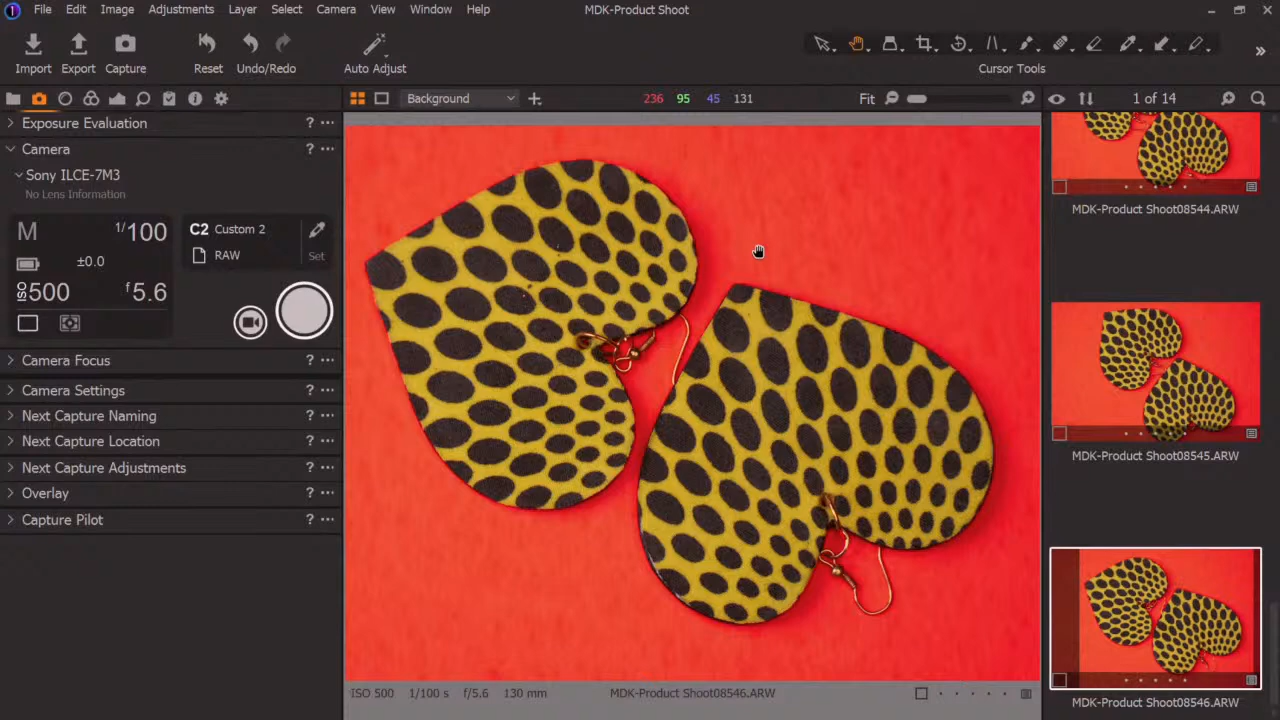 File Edit Image Adjustments Layer Select Camera View Window Help MDK-Product Shoot
Import Export Capture Reset Undo/Redo Auto Adjust Cursor Tools
Background 236 95 45 131 Fit 1 of 14
Exposure Evaluation ? ...
Camera ? ...
Sony ILCE-7M3
No Lens Information
M 1/100
±0.0
ISO 500 f 5.6
C2 Custom 2
RAW
Set
Camera Focus ? ...
Camera Settings ? ...
Next Capture Naming ? ...
Next Capture Location ? ...
Next Capture Adjustments ? ...
Overlay ? ...
Capture Pilot ? ...
ISO 500 1/100 s f/5.6 130 mm MDK-Product Shoot08546.ARW
MDK-Product Shoot08544.ARW
MDK-Product Shoot08545.ARW
MDK-Product Shoot08546.ARW